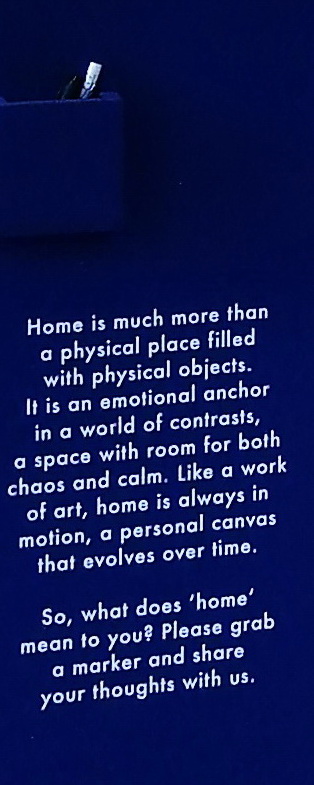 Home is much more than
a physical place filled
with physical objects.
It is an emotional anchor
in a world of contrasts,
a space with room for both
chaos and calm. Like a work
of art, home is always in
motion, a personal canvas
that evolves over time.
So, what does ‘home‘
mean to you? Please grab
a marker and share
your thoughts with us.